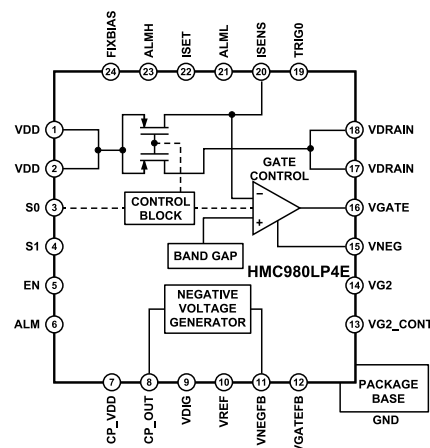 FIXBIAS
ALMH
ISET
ALML
ISENS
TRIG0
24
23
22
21
20
19
VDD 1
VDD 2
S0 3
S1 4
EN 5
ALM 6
18 VDRAIN
17 VDRAIN
16 VGATE
15 VNEG
14 VG2
13 VG2_CONT
GATE
CONTROL
CONTROL
BLOCK
−
+
BAND GAP
HMC980LP4E
NEGATIVE
VOLTAGE
GENERATOR
7
8
9
10
11
12
CP_VDD
CP_OUT
VDIG
VREF
VNEGFB
VGATEFB
PACKAGE
BASE
GND